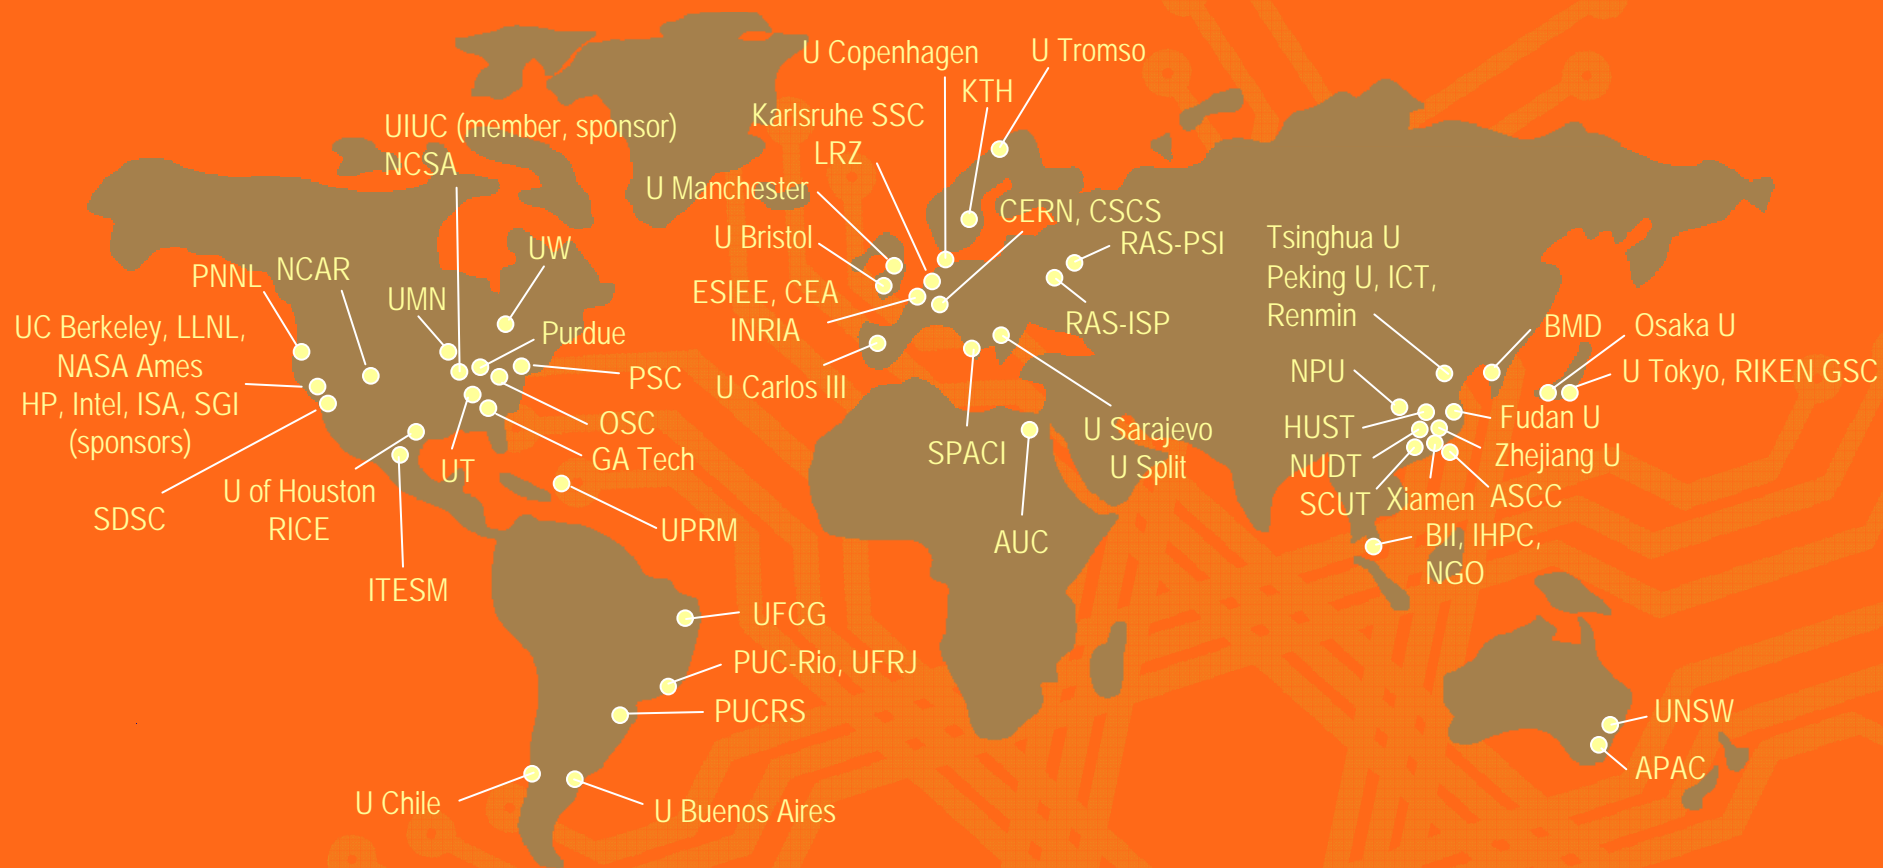 U Copenhagen
U Tromso
KTH
Karlsruhe SSC
LRZ
UIUC (member, sponsor)
NCSA
U Manchester
CERN, CSCS
U Bristol
RAS-PSI
UW
PNNL
NCAR
UMN
ESIEE, CEA
INRIA
RAS-ISP
Tsinghua U
Peking U, ICT,
Renmin
BMD
Osaka U
UC Berkeley, LLNL,
NASA Ames
HP, Intel, ISA, SGI
(sponsors)
Purdue
PSC
U Carlos III
NPU
U Tokyo, RIKEN GSC
OSC
GA Tech
UT
SDSC
U of Houston
RICE
SPACI
U Sarajevo
U Split
HUST
Fudan U
NUDT
Zhejiang U
SCUT
Xiamen
ASCC
UPRM
AUC
BII, IHPC,
NGO
ITESM
UFCG
PUC-Rio, UFRJ
PUCRS
UNSW
APAC
U Chile
U Buenos Aires